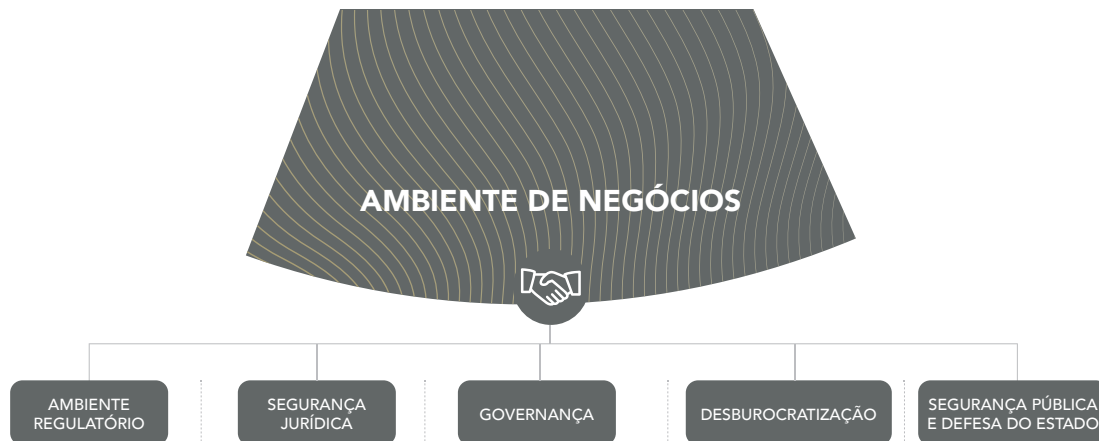 AMBIENTE DE NEGÓCIOS
AMBIENTE
REGULATÓRIO
SEGURANÇA
JURÍDICA
GOVERNANÇA
DESBUROCRATIZAÇÃO
SEGURANÇA PÚBLICA
E DEFESA DO ESTADO